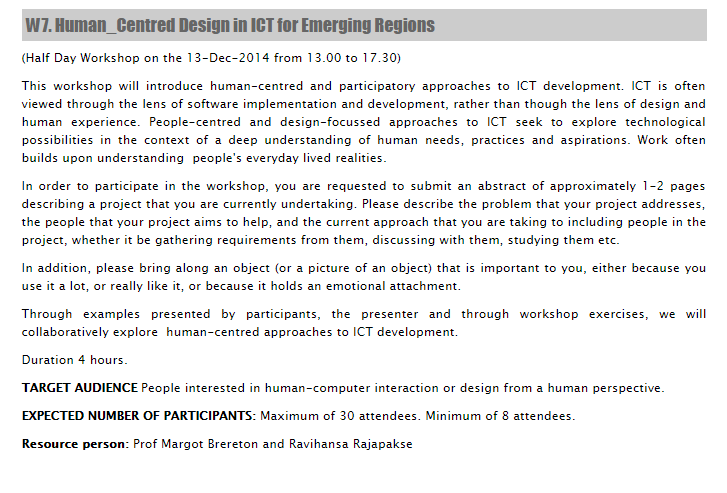 W7. Human_Centred Design in ICT for Emerging Regions
(Half Day Workshop on the 13-Dec-2014 from 13.00 to 17.30)
This workshop will introduce human-centred and participatory approaches to ICT development. ICT is often
viewed through the lens of software implementation and development, rather than though the lens of design and
human experience. People-centred and design-focussed approaches to ICT seek to explore technological
possibilities in the context of a deep understanding of human needs, practices and aspirations. Work often
builds upon understanding people's everyday lived realities.
In order to participate in the workshop, you are requested to submit an abstract of approximately 1-2 pages
describing a project that you are currently undertaking. Please describe the problem that your project addresses,
the people that your project aims to help, and the current approach that you are taking to including people in the
project, whether it be gathering requirements from them, discussing with them, studying them etc.
In addition, please bring along an object (or a picture of an object) that is important to you, either because you
use it a lot, or really like it, or because it holds an emotional attachment.
Through examples presented by participants, the presenter and through workshop exercises, we will
collaboratively explore human-centred approaches to ICT development.
Duration 4 hours.
TARGET AUDIENCE People interested in human-computer interaction or design from a human perspective.
EXPECTED NUMBER OF PARTICIPANTS: Maximum of 30 attendees. Minimum of 8 attendees.
Resource person: Prof Margot Brereton and Ravihansa Rajapakse